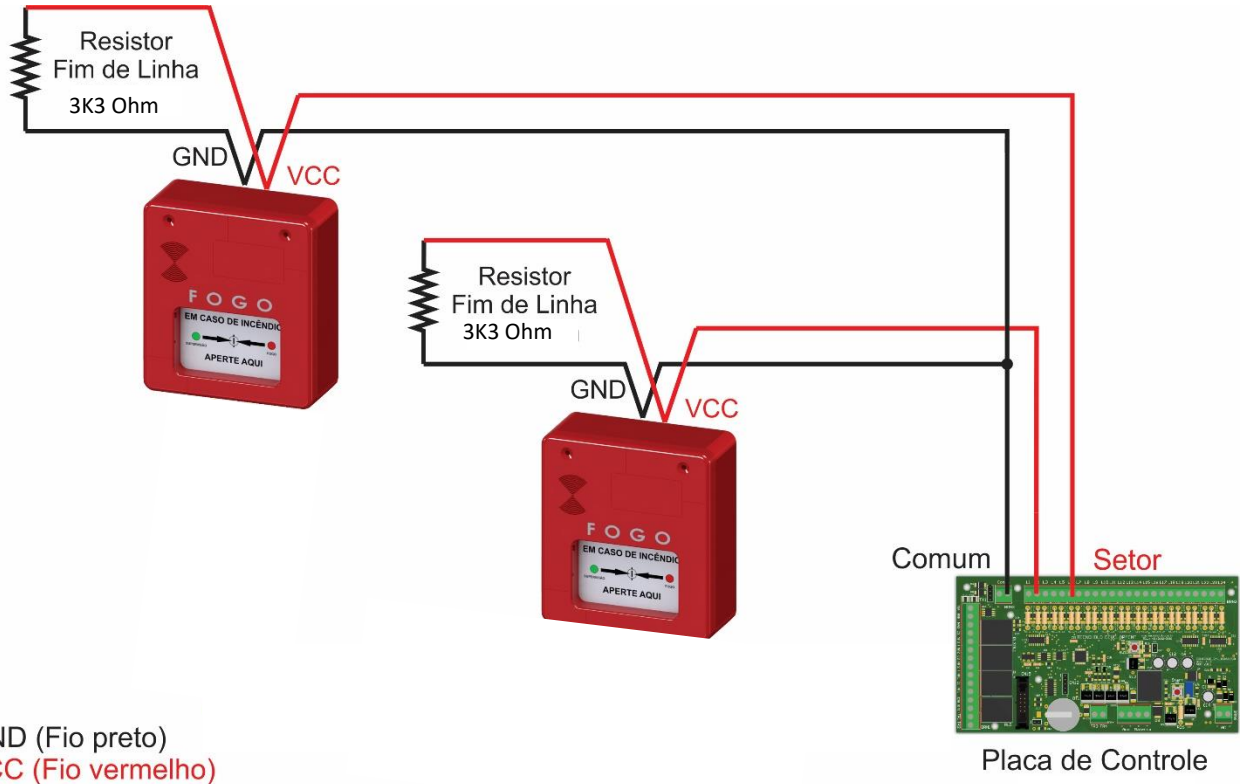 Resistor
Fim de Linha
3K3 Ohm
GND
VCC
FOGO
EM CASO DE INCÊNDIO
APERTE AQUI
Resistor
Fim de Linha
3K3 Ohm
GND
VCC
FOGO
EM CASO DE INCÊNDIO
APERTE AQUI
Comum
Setor
Placa de Controle
ND (Fio preto)
CC (Fio vermelho)